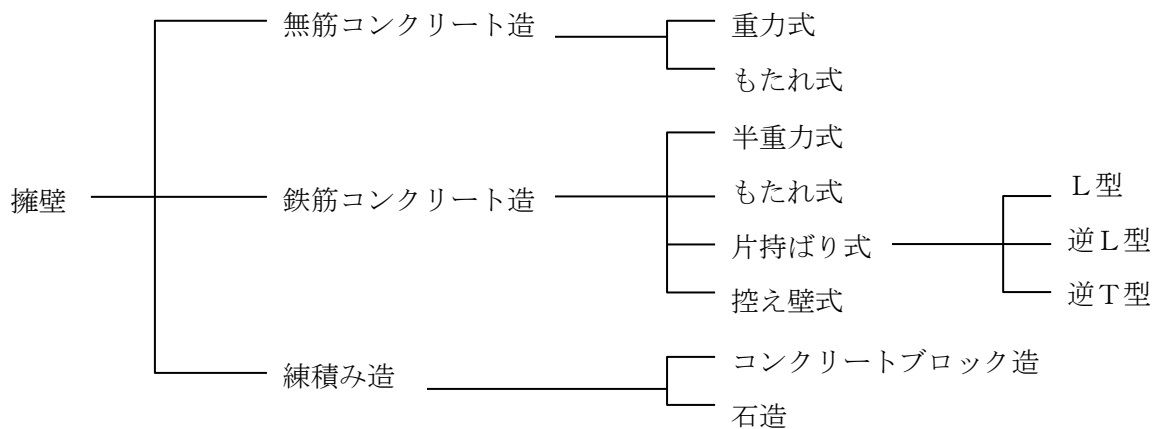 擁壁
無筋コンクリート造
重力式
もたれ式
鉄筋コンクリート造
半重力式
もたれ式
片持ばり式
Ｌ型
逆Ｌ型
逆Ｔ型
控え壁式
練積み造
コンクリートブロック造
石造